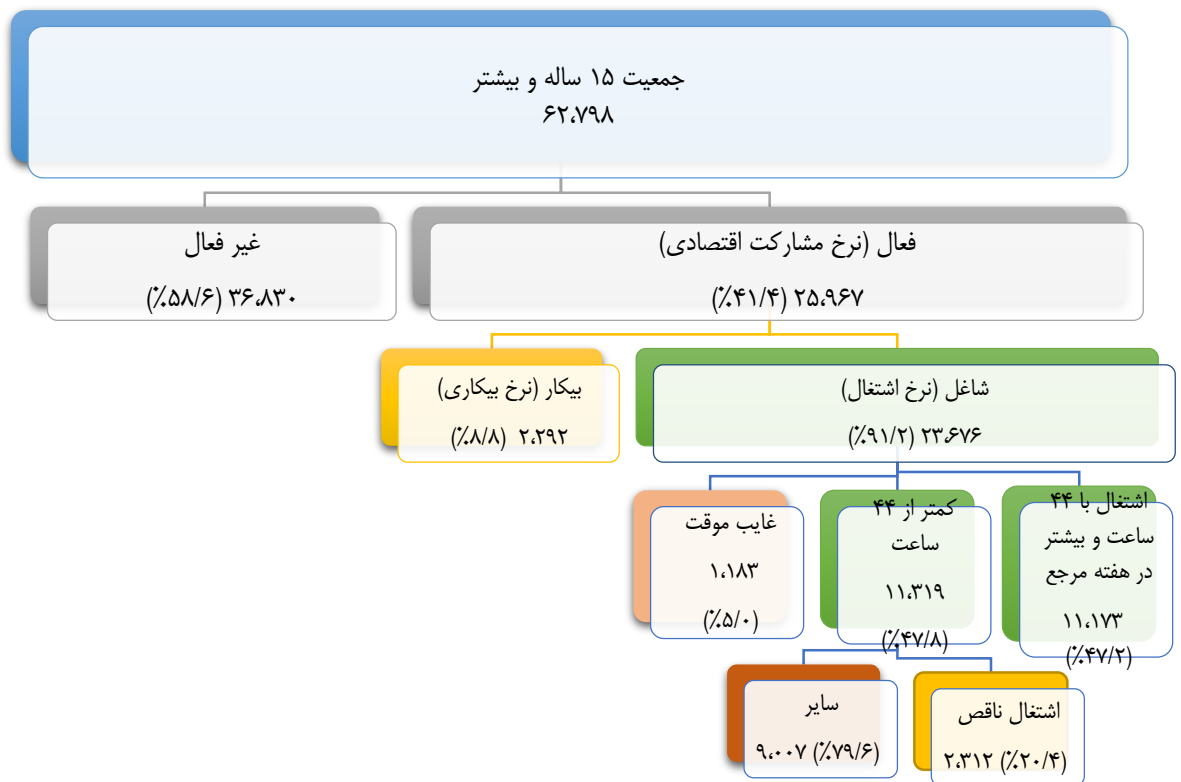 جمعیت ۱۵ ساله و بیشتر
۶۲،۷۹۸
فعال (نرخ مشارکت اقتصادی)
۲۵،۹۶۷ (٪۴۱/۴)
غیر فعال
۳۶،۸۳۰ (٪۵۸/۶)
شاغل (نرخ اشتغال)
۲۳،۶۷۶ (٪۹۱/۲)
بیکار (نرخ بیکاری)
۲،۲۹۲ (٪۸/۸)
اشتغال با ۴۴
ساعت و بیشتر
در هفته مرجع
۱۱،۱۷۳
(٪۴۷/۲)
کمتر از ۴۴
ساعت
۱۱،۳۱۹
(٪۴۷/۸)
غایب موقت
۱،۱۸۳
(٪۵/۰)
اشتغال ناقص
۲،۳۱۲ (٪۲۰/۴)
سایر
۹،۰۰۷ (٪۷۹/۶)